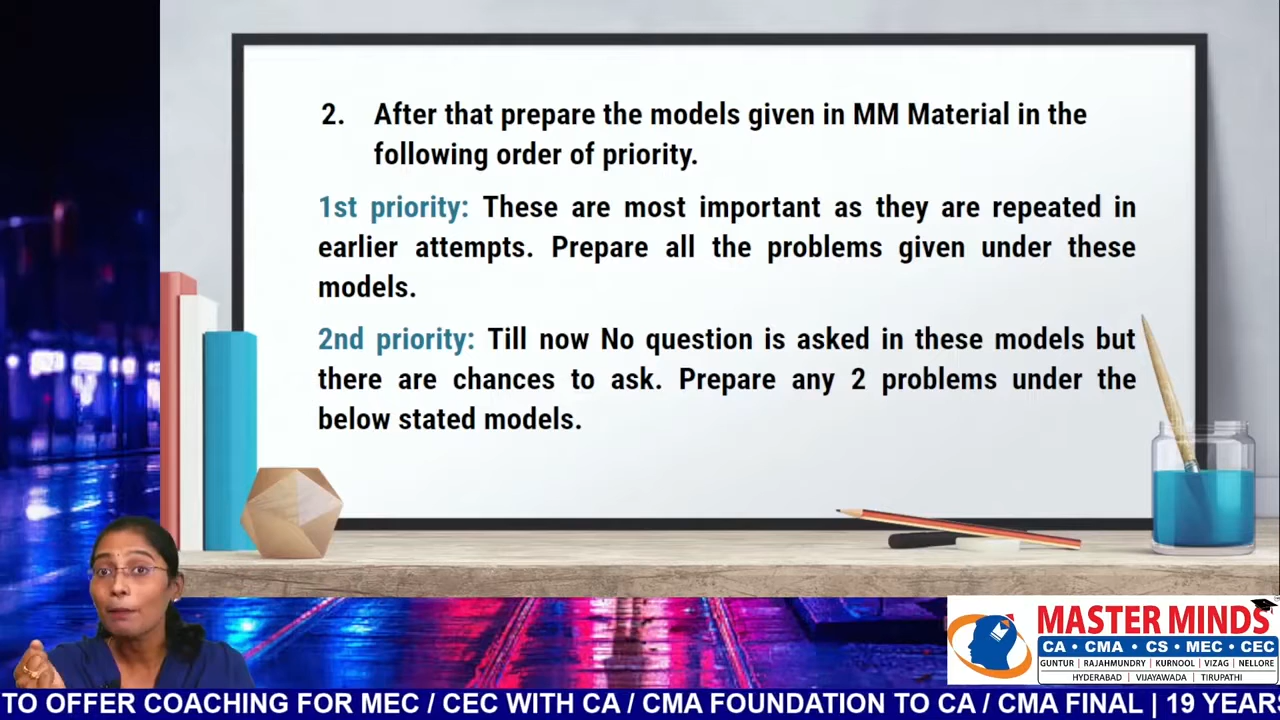 2. After that prepare the models given in MM Material in the
following order of priority.
1st priority: These are most important as they are repeated in
earlier attempts. Prepare all the problems given under these
models.
2nd priority: Till now No question is asked in these models but
there are chances to ask. Prepare any 2 problems under the
below stated models.
MASTER MINDS
CA • CMA • CS • MEC • CEC
GUNTUR | RAJAHMUNDRY | KURNOOL | VIZAG | NELLORE
HYDERABAD | VIJAYAWADA | TIRUPATHI
TO OFFER COACHING FOR MEC / CEC WITH CA / CMA FOUNDATION TO CA / CMA FINAL | 19 YEARS